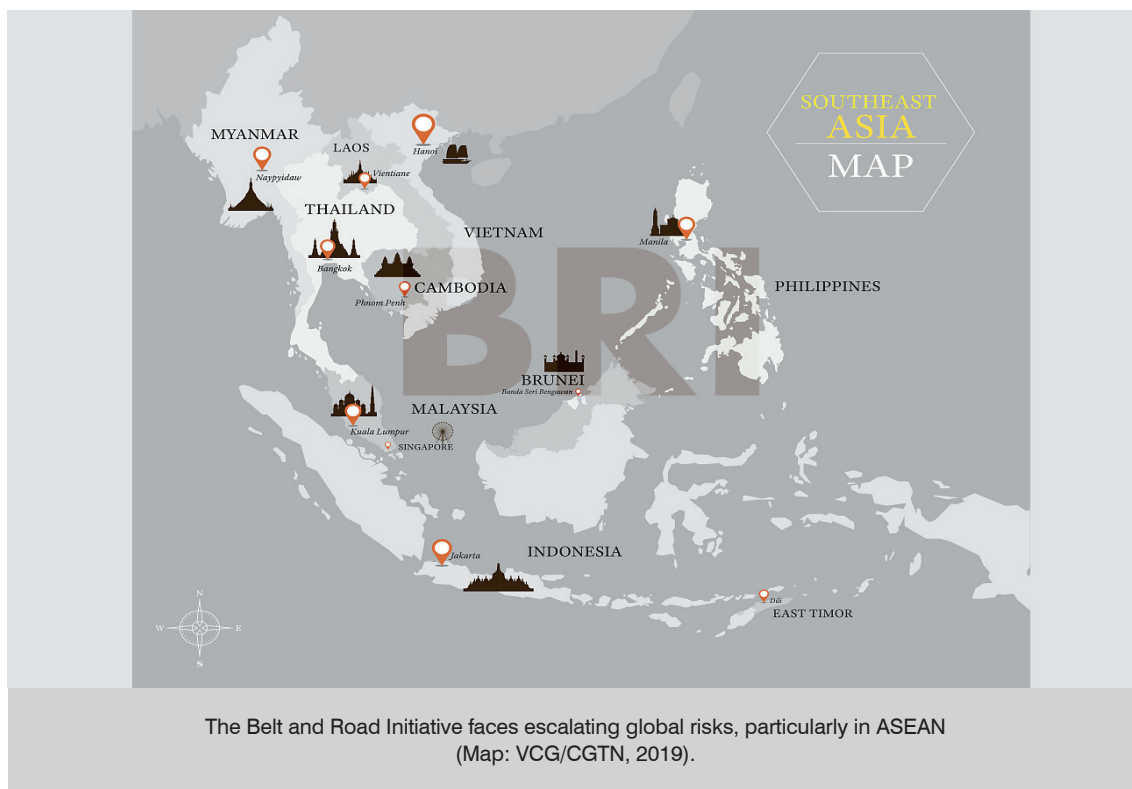 SOUTHEAST
ASIA
MAP
MYANMAR
Naypyidaw
LAOS
Vientiane
Hanoi
THAILAND
Bangkok
VIETNAM
CAMBODIA
Phnom Penh
BRI
Manila
PHILIPPINES
BRUNEI
Banda Seri Bengawan
MALAYSIA
Kuala Lumpur
SINGAPORE
Jakarta
INDONESIA
Dili
EAST TIMOR
N
W E
S
The Belt and Road Initiative faces escalating global risks, particularly in ASEAN
(Map: VCG/CGTN, 2019).